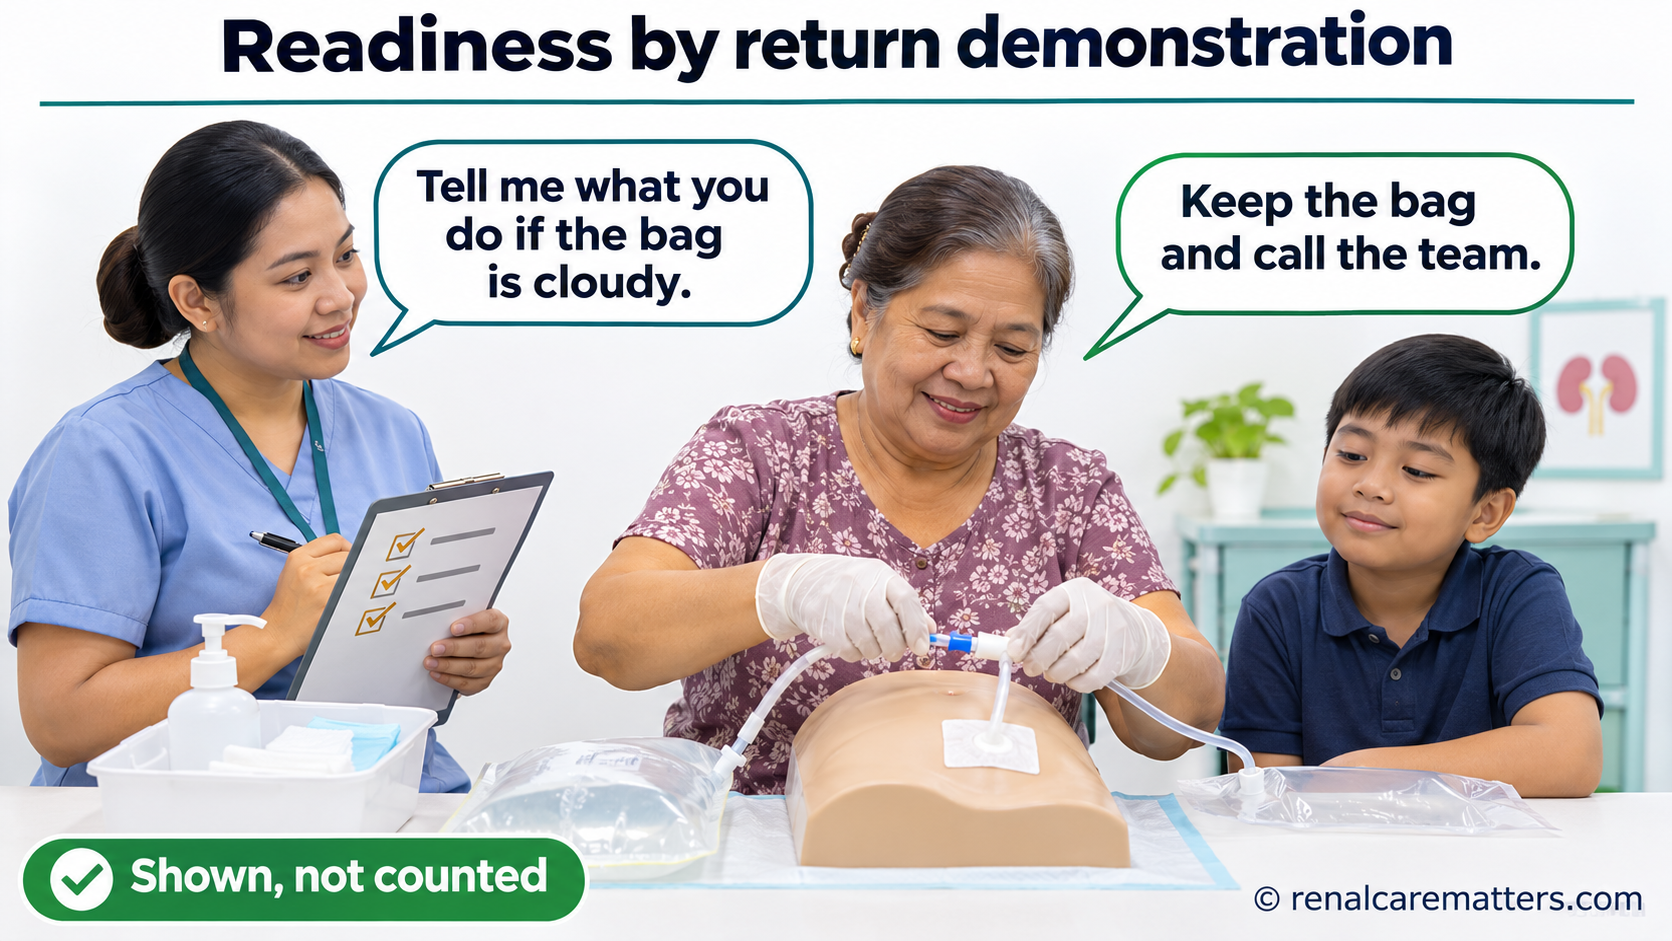 Readiness by return demonstration
Tell me what you
do if the bag
is cloudy.
Keep the bag
and call the team.
Shown, not counted
© renalcarematters.com